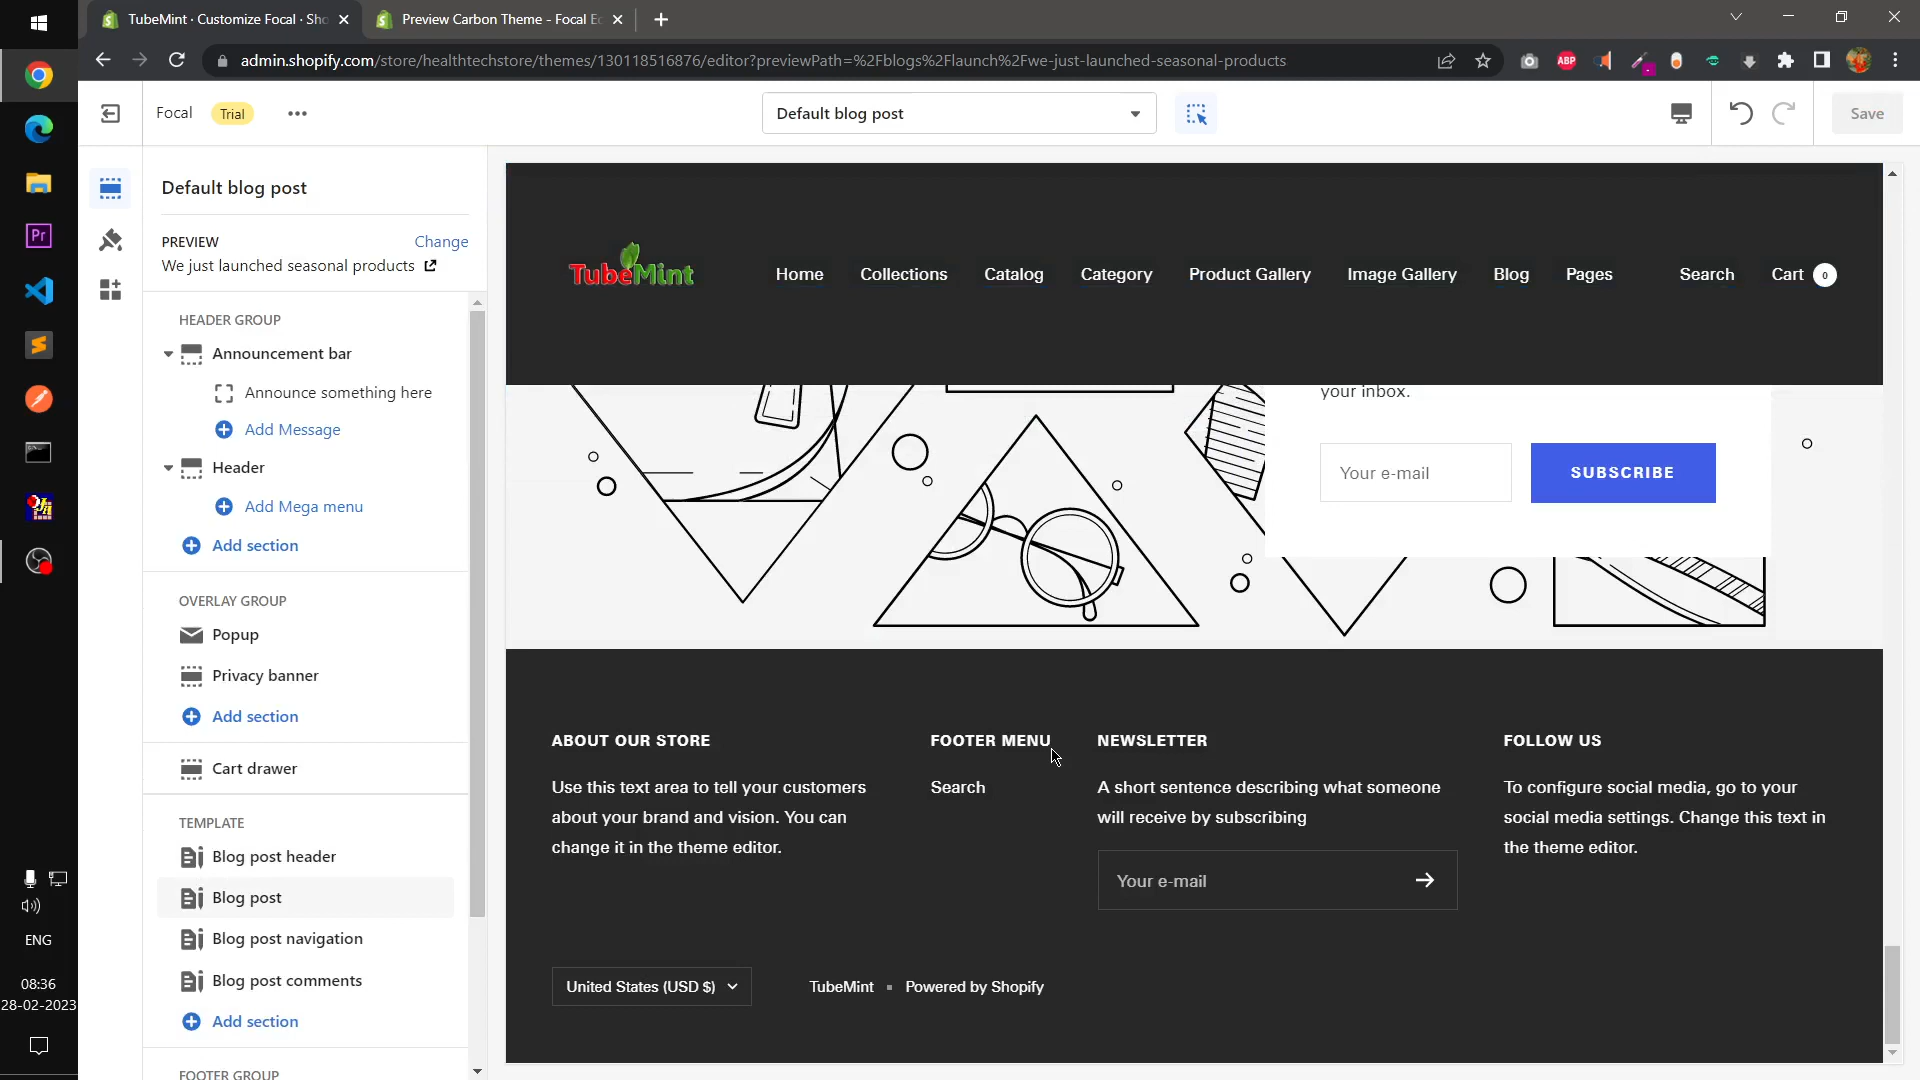 TubeMint · Customize Focal · Sho
Preview Carbon Theme - Focal Ec
admin.shopify.com/store/healthtechstore/themes/130118516876/editor?previewPath=%2Fblogs%2Flaunch%2Fwe-just-launched-seasonal-products
ABP
Focal
Trial
Default blog post
Save
Default blog post
PREVIEW
Change
We just launched seasonal products
HEADER GROUP
Announcement bar
Announce something here
Add Message
Header
Add Mega menu
Add section
OVERLAY GROUP
Popup
Privacy banner
Add section
Cart drawer
TEMPLATE
Blog post header
Blog post
Blog post navigation
Blog post comments
Add section
FOOTER GROUP
TubeMint
Home
Collections
Catalog
Category
Product Gallery
Image Gallery
Blog
Pages
Search
Cart
0
your inbox.
Your e-mail
SUBSCRIBE
ABOUT OUR STORE
Use this text area to tell your customers
about your brand and vision. You can
change it in the theme editor.
FOOTER MENU
Search
NEWSLETTER
A short sentence describing what someone
will receive by subscribing
Your e-mail
FOLLOW US
To configure social media, go to your
social media settings. Change this text in
the theme editor.
United States (USD $)
TubeMint
Powered by Shopify
Pr
ENG
08:36
28-02-2023